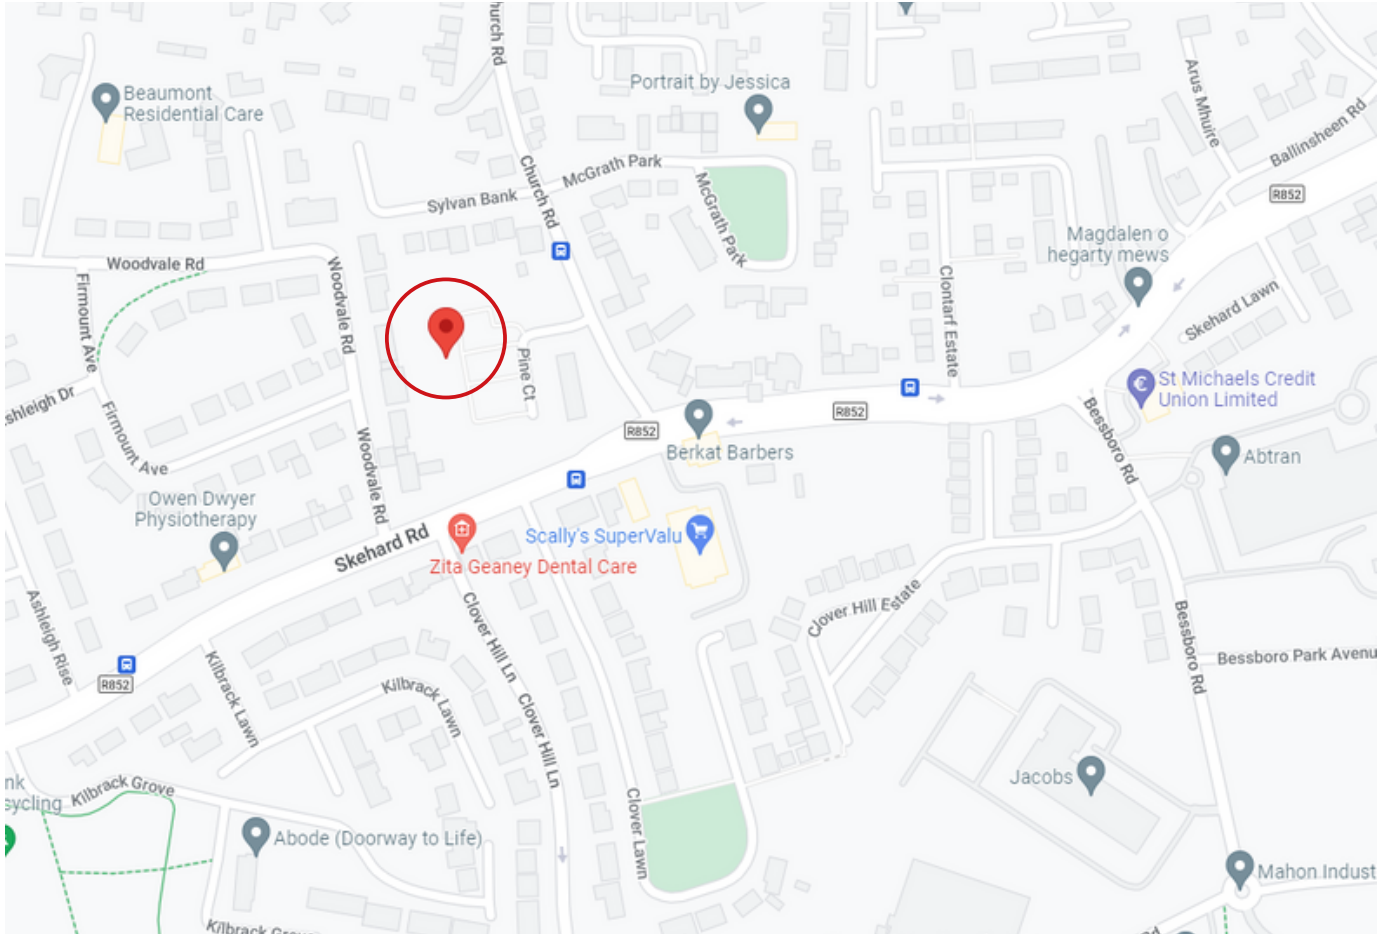 Church Rd
Arus Mhuire
Portrait by Jessica
Beaumont
Residential Care
Ballinsheen Rd
McGrath Park
Church Rd
Sylvan Bank
McGrath Park
R852
Magdalen o
hegarty mews
Woodvale Rd
Firmount Ave
Woodvale Rd
Clontarf Estate
Skehard Lawn
Pine Ct
St Michaels Credit
Union Limited
shleigh Dr
Firmount Ave
R852
R852
Bessboro Rd
Woodvale Rd
Berkat Barbers
Abtran
Owen Dwyer
Physiotherapy
Skehard Rd
Scally's SuperValu
Zita Geaney Dental Care
Ashleigh Rise
Clover Hill Ln
Clover Hill Estate
Bessboro Rd
Bessboro Park Avenu
R852
Kilbrack Lawn
Kilbrack Lawn
Clover Hill Ln
Jacobs
nk
sycling
Kilbrack Grove
Clover Lawn
Abode (Doorway to Life)
Mahon Indust
Kilbrack Grove
Rd